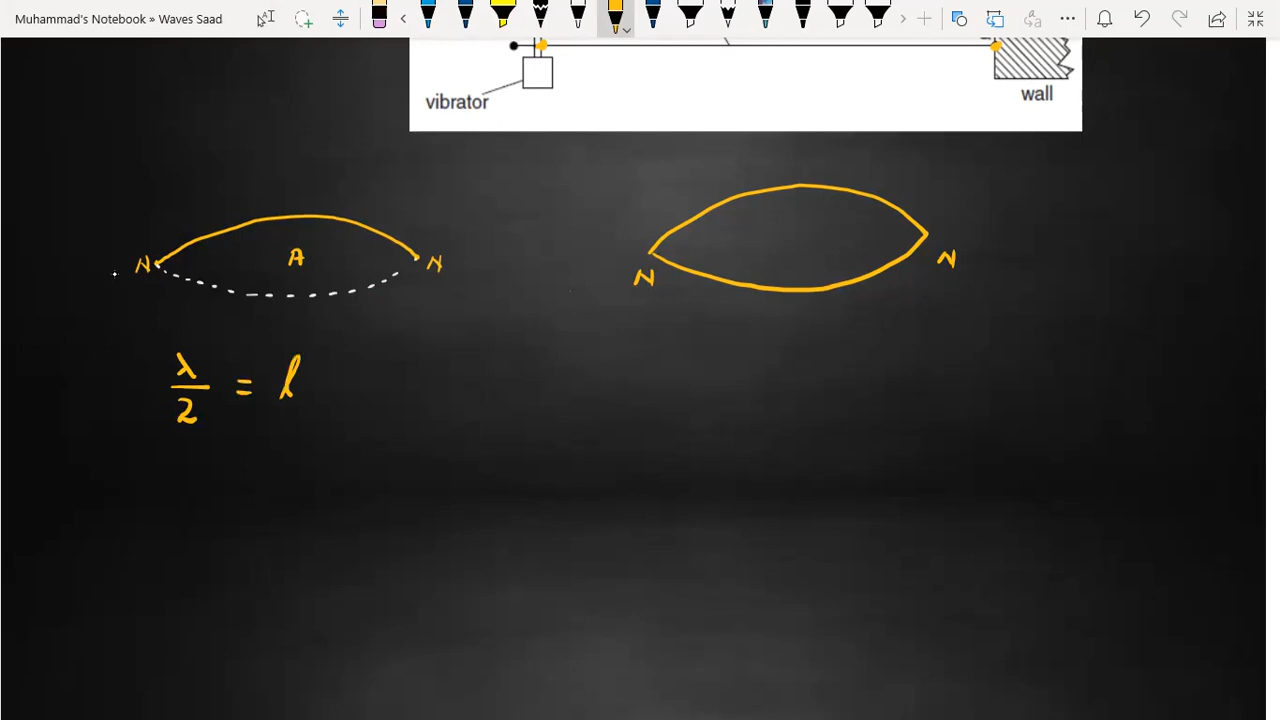 Muhammad's Notebook » Waves Saad
vibrator
wall
N A N
N N
λ/2 = l